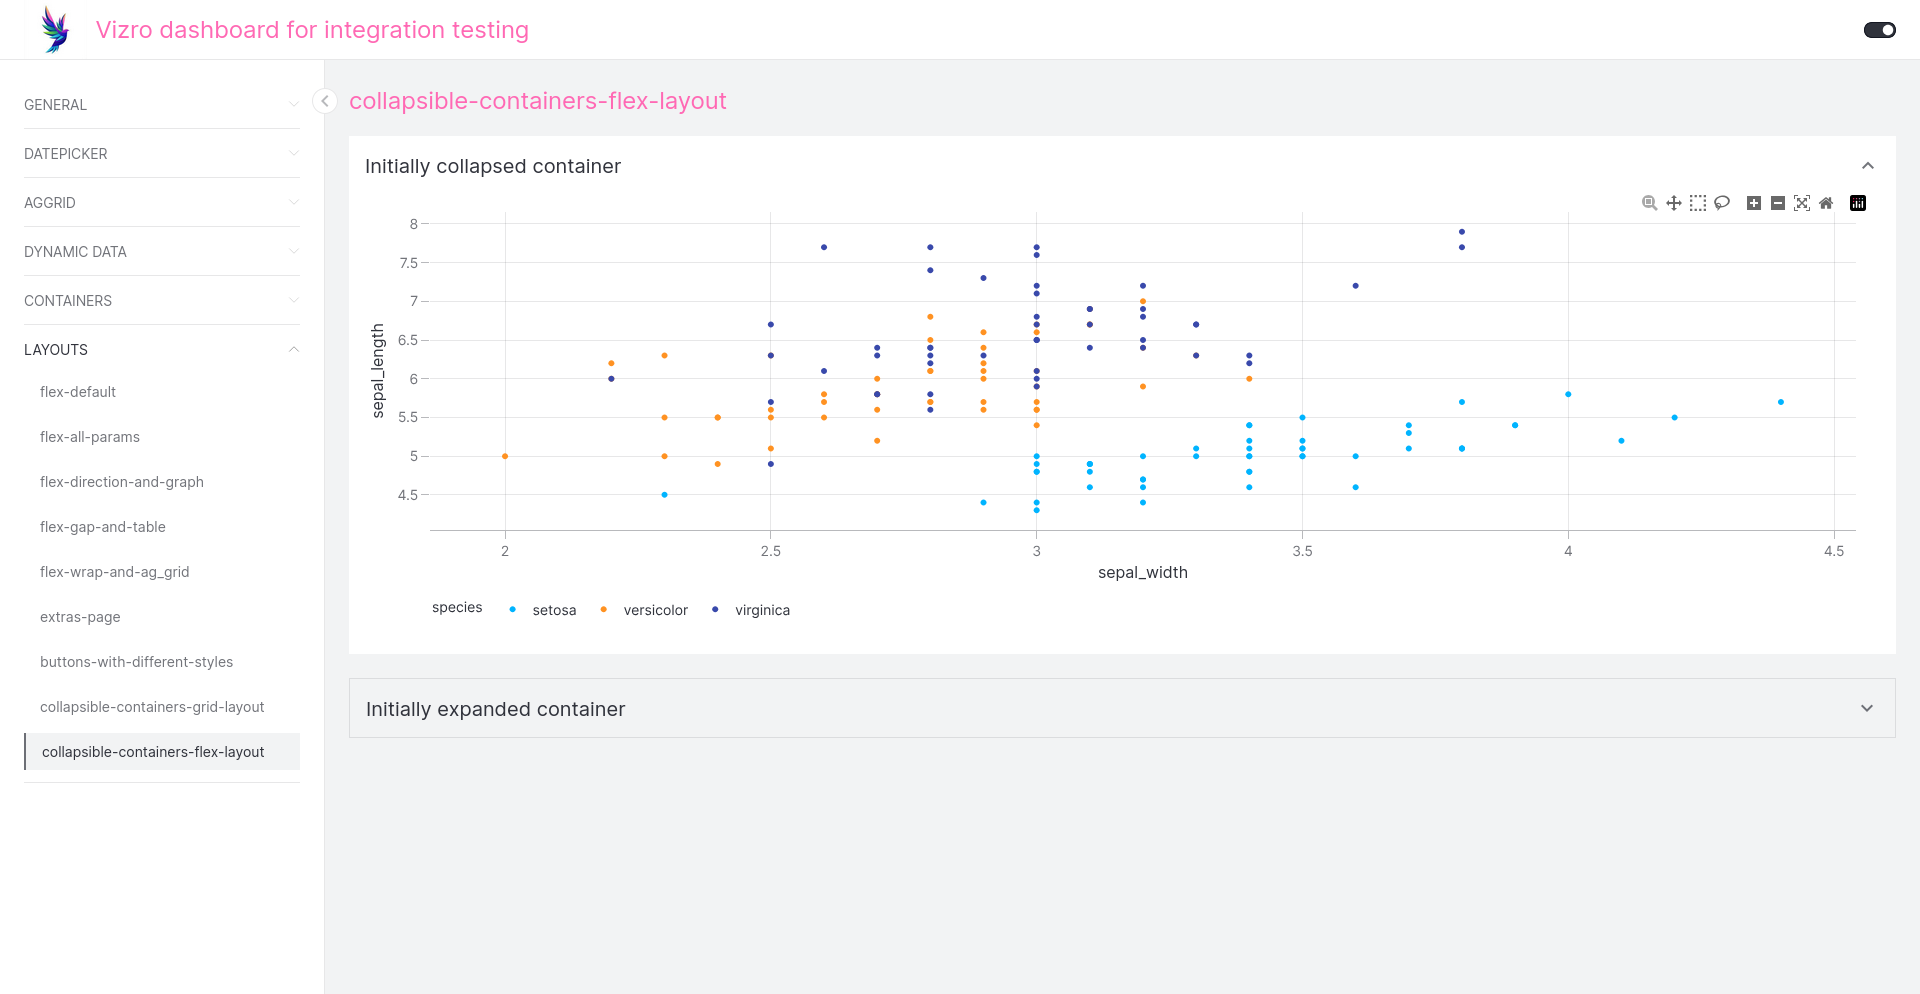 Vizro dashboard for integration testing
GENERAL
DATEPICKER
AGGRID
DYNAMIC DATA
CONTAINERS
LAYOUTS
flex-default
flex-all-params
flex-direction-and-graph
flex-gap-and-table
flex-wrap-and-ag_grid
extras-page
buttons-with-different-styles
collapsible-containers-grid-layout
collapsible-containers-flex-layout
collapsible-containers-flex-layout
Initially collapsed container
8
7.5
7
6.5
6
5.5
5
4.5
sepal_length
2 2.5 3 3.5 4 4.5
sepal_width
species setosa versicolor virginica
Initially expanded container